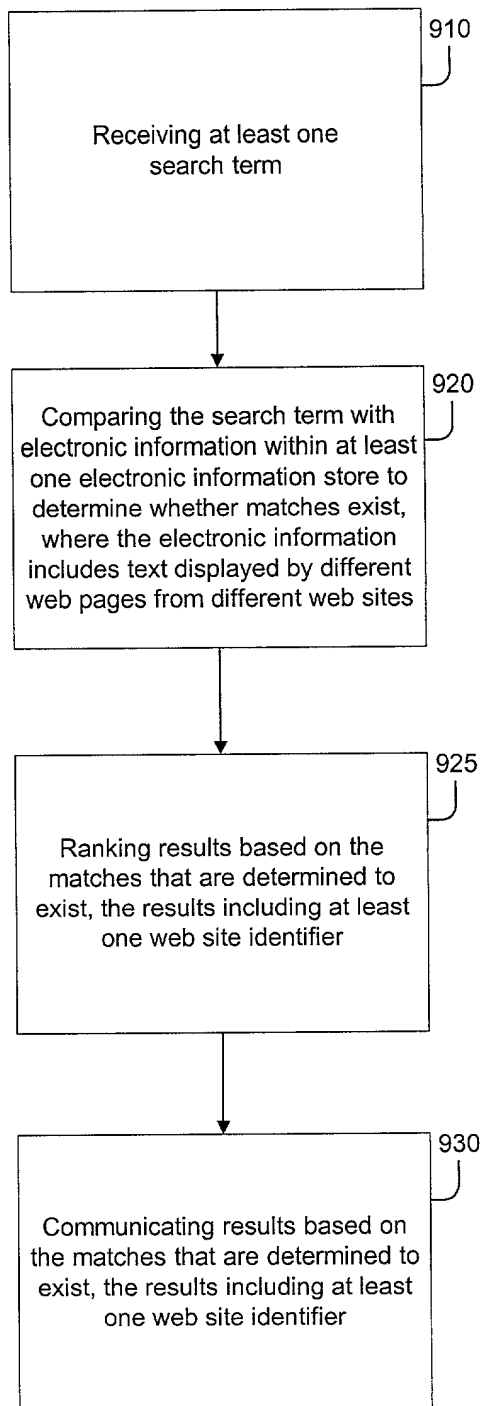 910
Receiving at least one
search term
920
Comparing the search term with
electronic information within at least
one electronic information store to
determine whether matches exist,
where the electronic information
includes text displayed by different
web pages from different web sites
925
Ranking results based on the
matches that are determined to
exist, the results including at least
one web site identifier
930
Communicating results based on
the matches that are determined to
exist, the results including at least
one web site identifier